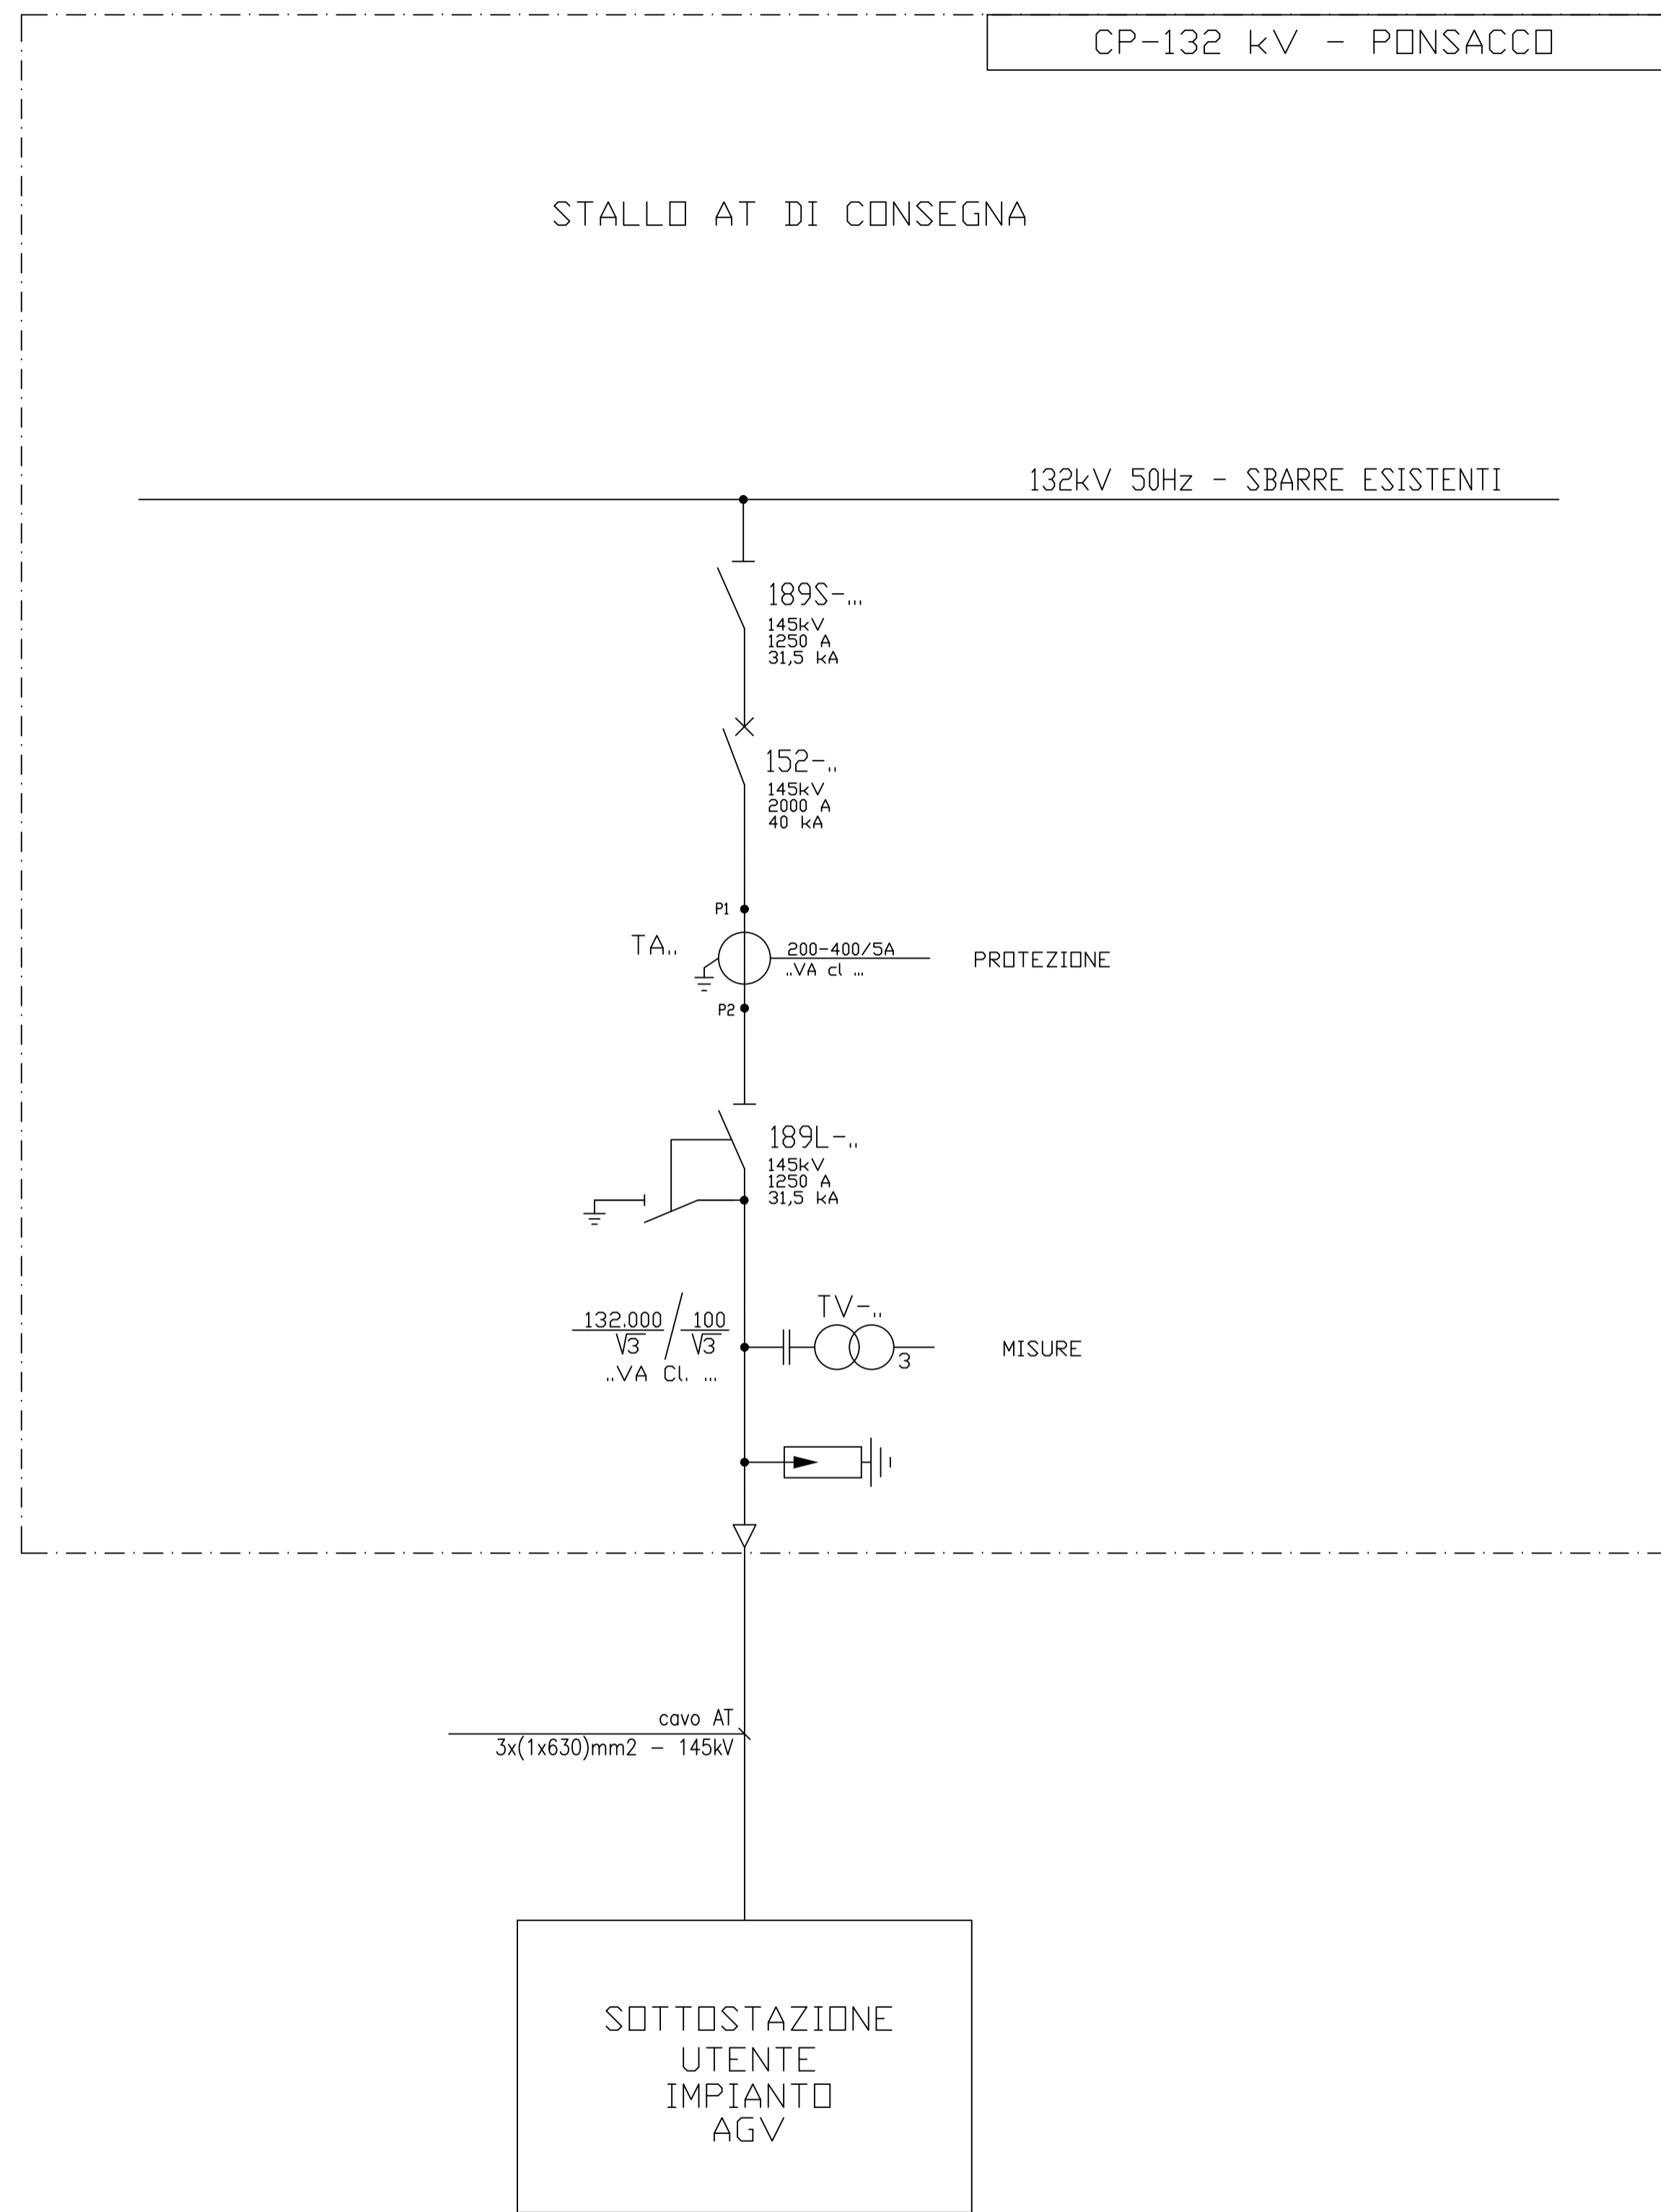 CP-132 kV - PONSACCO
STALLO AT DI CONSEGNA
132kV 50Hz - SBARRE ESISTENTI
189S-...
145kV
1250 A
31,5 kA
152-..
145kV
2000 A
40 kA
P1
TA..
200-400/5A
..VA cl ...
PROTEZIONE
P2
189L-..
145kV
1250 A
31,5 kA
132.000/√3 / 100/√3
..VA Cl. ...
TV-..
3
MISURE
cavo AT
3x(1x630)mm2 - 145kV
SOTTOSTAZIONE
UTENTE
IMPIANTO
AGV